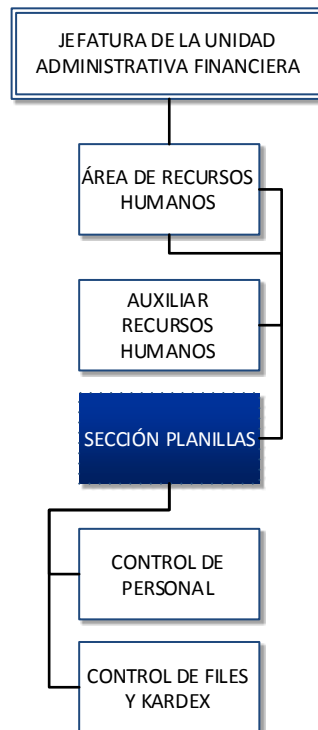 JEFATURA DE LA UNIDAD
ADMINISTRATIVA FINANCIERA
ÁREA DE RECURSOS
HUMANOS
AUXILIAR
RECURSOS
HUMANOS
SECCIÓN PLANILLAS
CONTROL DE
PERSONAL
CONTROL DE FILES
Y KARDEX